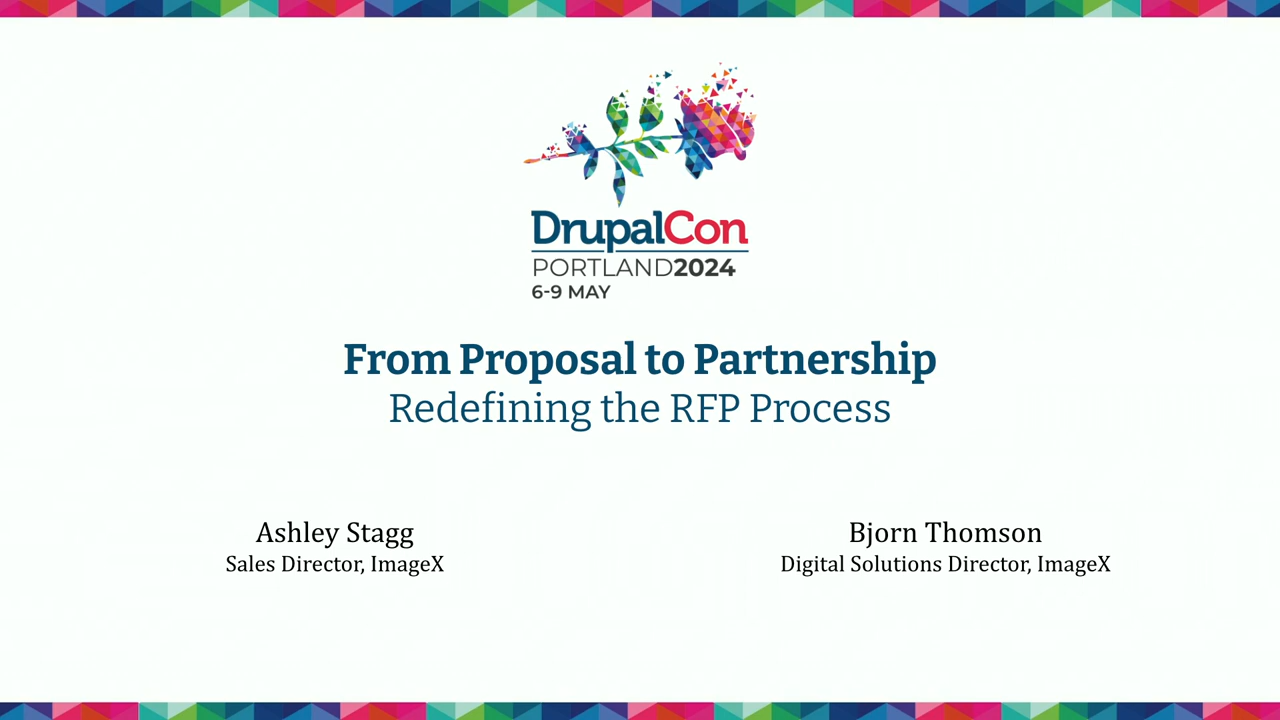 DrupalCon
PORTLAND2024
6-9 MAY
From Proposal to Partnership
Redefining the RFP Process
Ashley Stagg
Sales Director, ImageX
Bjorn Thomson
Digital Solutions Director, ImageX